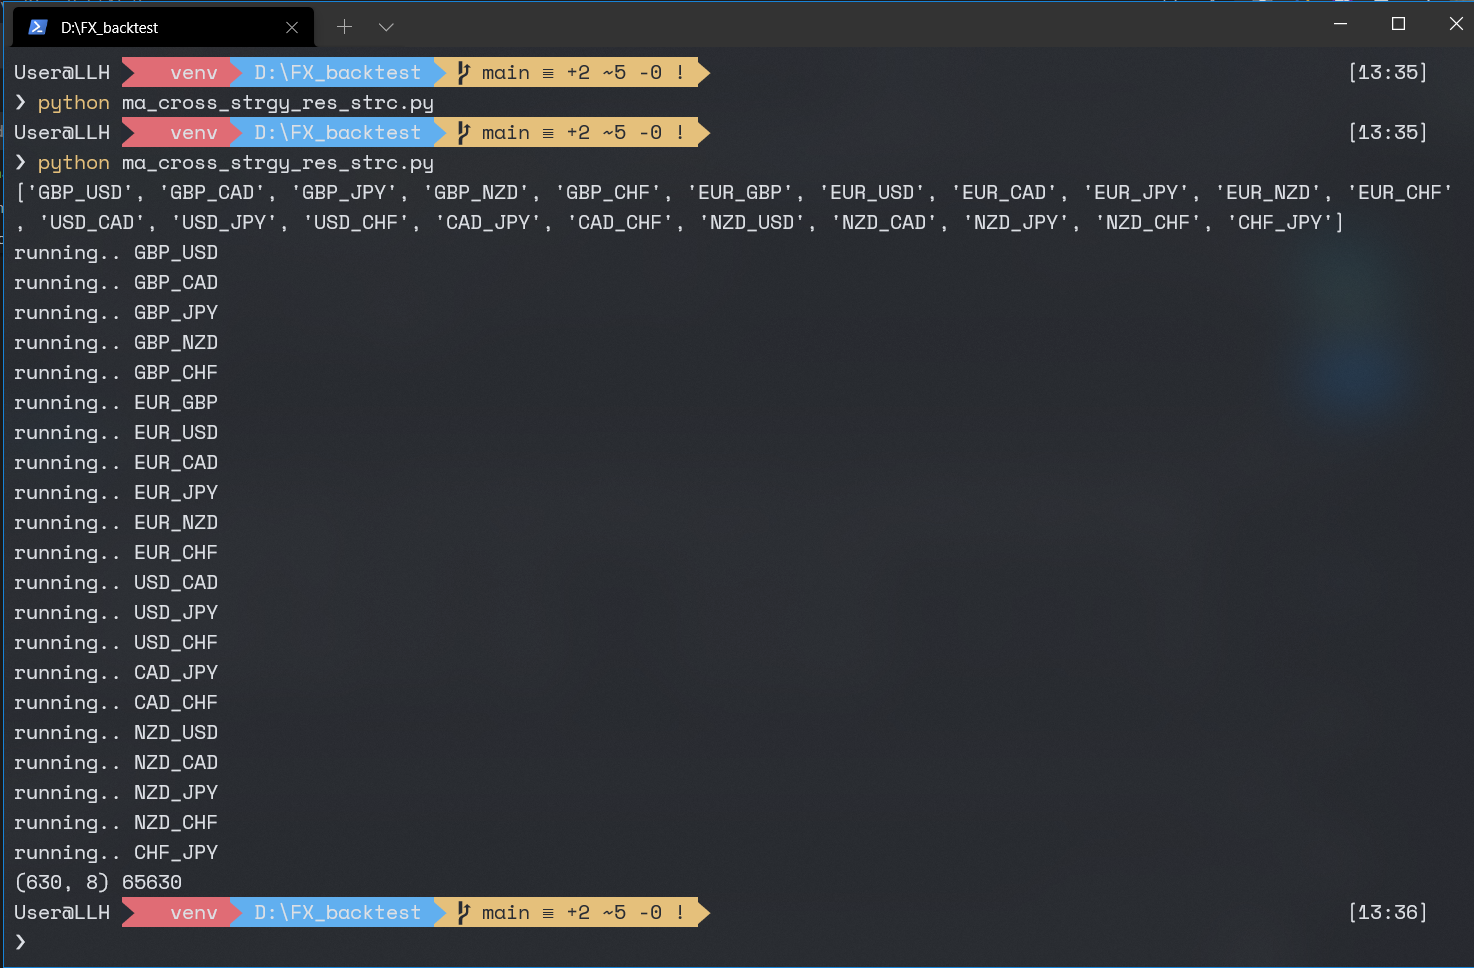 D:\FX_backtest
User@LLH venv D:\FX_backtest main ≡ +2 ~5 -0 ! [13:35]
❯ python ma_cross_strgy_res_strc.py
User@LLH venv D:\FX_backtest main ≡ +2 ~5 -0 ! [13:35]
❯ python ma_cross_strgy_res_strc.py
['GBP_USD', 'GBP_CAD', 'GBP_JPY', 'GBP_NZD', 'GBP_CHF', 'EUR_GBP', 'EUR_USD', 'EUR_CAD', 'EUR_JPY', 'EUR_NZD', 'EUR_CHF'
, 'USD_CAD', 'USD_JPY', 'USD_CHF', 'CAD_JPY', 'CAD_CHF', 'NZD_USD', 'NZD_CAD', 'NZD_JPY', 'NZD_CHF', 'CHF_JPY']
running.. GBP_USD
running.. GBP_CAD
running.. GBP_JPY
running.. GBP_NZD
running.. GBP_CHF
running.. EUR_GBP
running.. EUR_USD
running.. EUR_CAD
running.. EUR_JPY
running.. EUR_NZD
running.. EUR_CHF
running.. USD_CAD
running.. USD_JPY
running.. USD_CHF
running.. CAD_JPY
running.. CAD_CHF
running.. NZD_USD
running.. NZD_CAD
running.. NZD_JPY
running.. NZD_CHF
running.. CHF_JPY
(630, 8) 65630
User@LLH venv D:\FX_backtest main ≡ +2 ~5 -0 ! [13:36]
❯